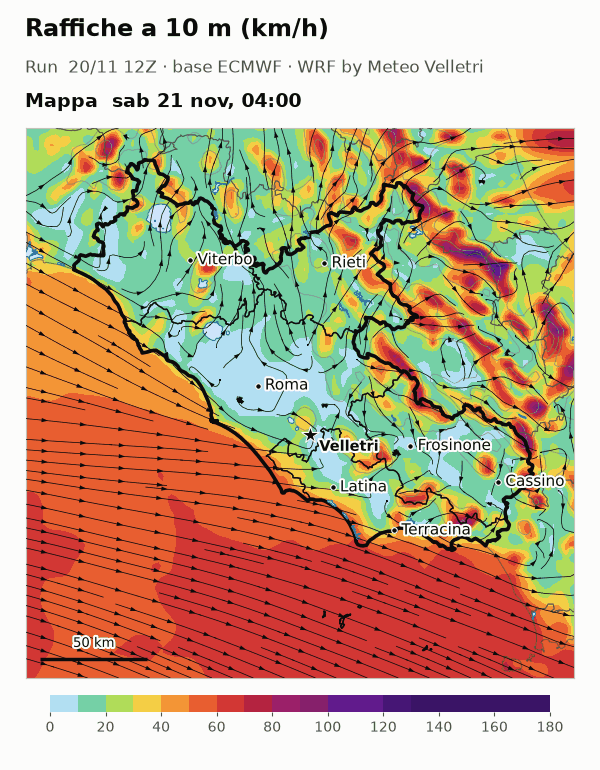 Raffiche a 10 m (km/h)
Run  20/11 12Z · base ECMWF · WRF by Meteo Velletri
Mappa  sab 21 nov, 04:00
Viterbo
Rieti
Roma
Velletri
Frosinone
Latina
Cassino
Terracina
50 km
0 20 40 60 80 100 120 140 160 180